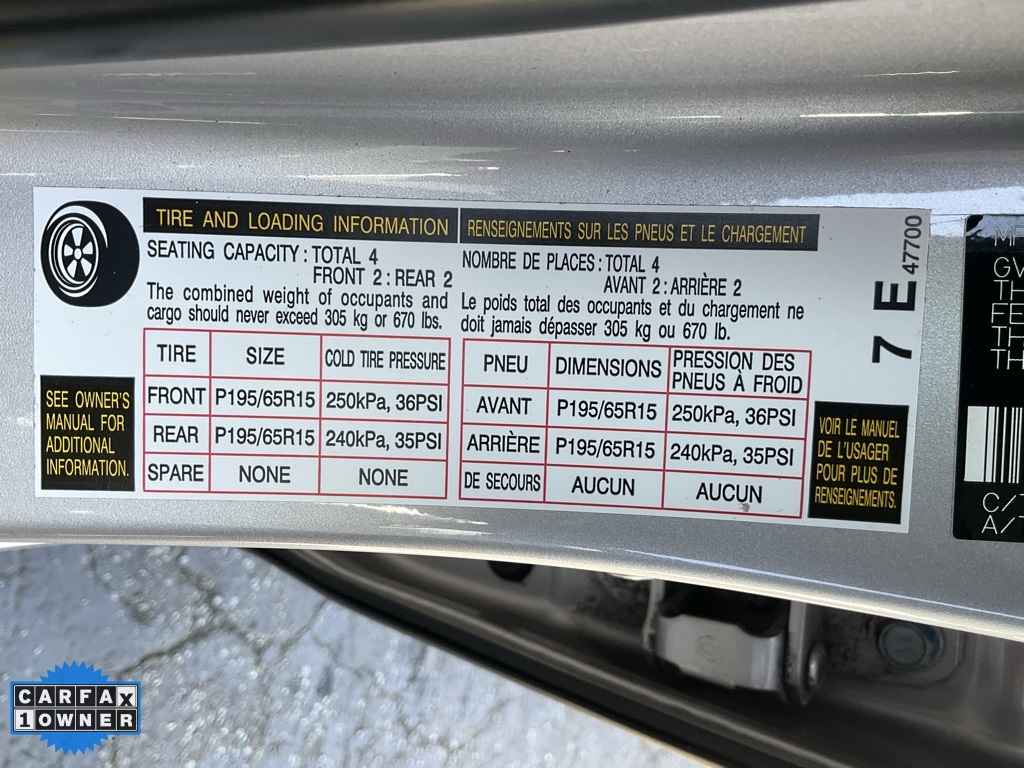 TIRE AND LOADING INFORMATION
SEATING CAPACITY : TOTAL 4
FRONT 2 : REAR 2
The combined weight of occupants and
cargo should never exceed 305 kg or 670 lbs.
TIRE SIZE COLD TIRE PRESSURE
FRONT P195/65R15 250kPa, 36PSI
REAR P195/65R15 240kPa, 35PSI
SPARE NONE NONE
SEE OWNER'S
MANUAL FOR
ADDITIONAL
INFORMATION.
RENSEIGNEMENTS SUR LES PNEUS ET LE CHARGEMENT
NOMBRE DE PLACES : TOTAL 4
AVANT 2 : ARRIÈRE 2
Le poids total des occupants et du chargement ne
doit jamais dépasser 305 kg ou 670 lb.
PNEU DIMENSIONS PRESSION DES
PNEUS À FROID
AVANT P195/65R15 250kPa, 36PSI
ARRIÈRE P195/65R15 240kPa, 35PSI
DE SECOURS AUCUN AUCUN
VOIR LE MANUEL
DE L'USAGER
POUR PLUS DE
RENSEIGNEMENTS.
7 E 47700
GV
TH
FE
TH
TH
C/T
A/T
CARFAX
1 OWNER